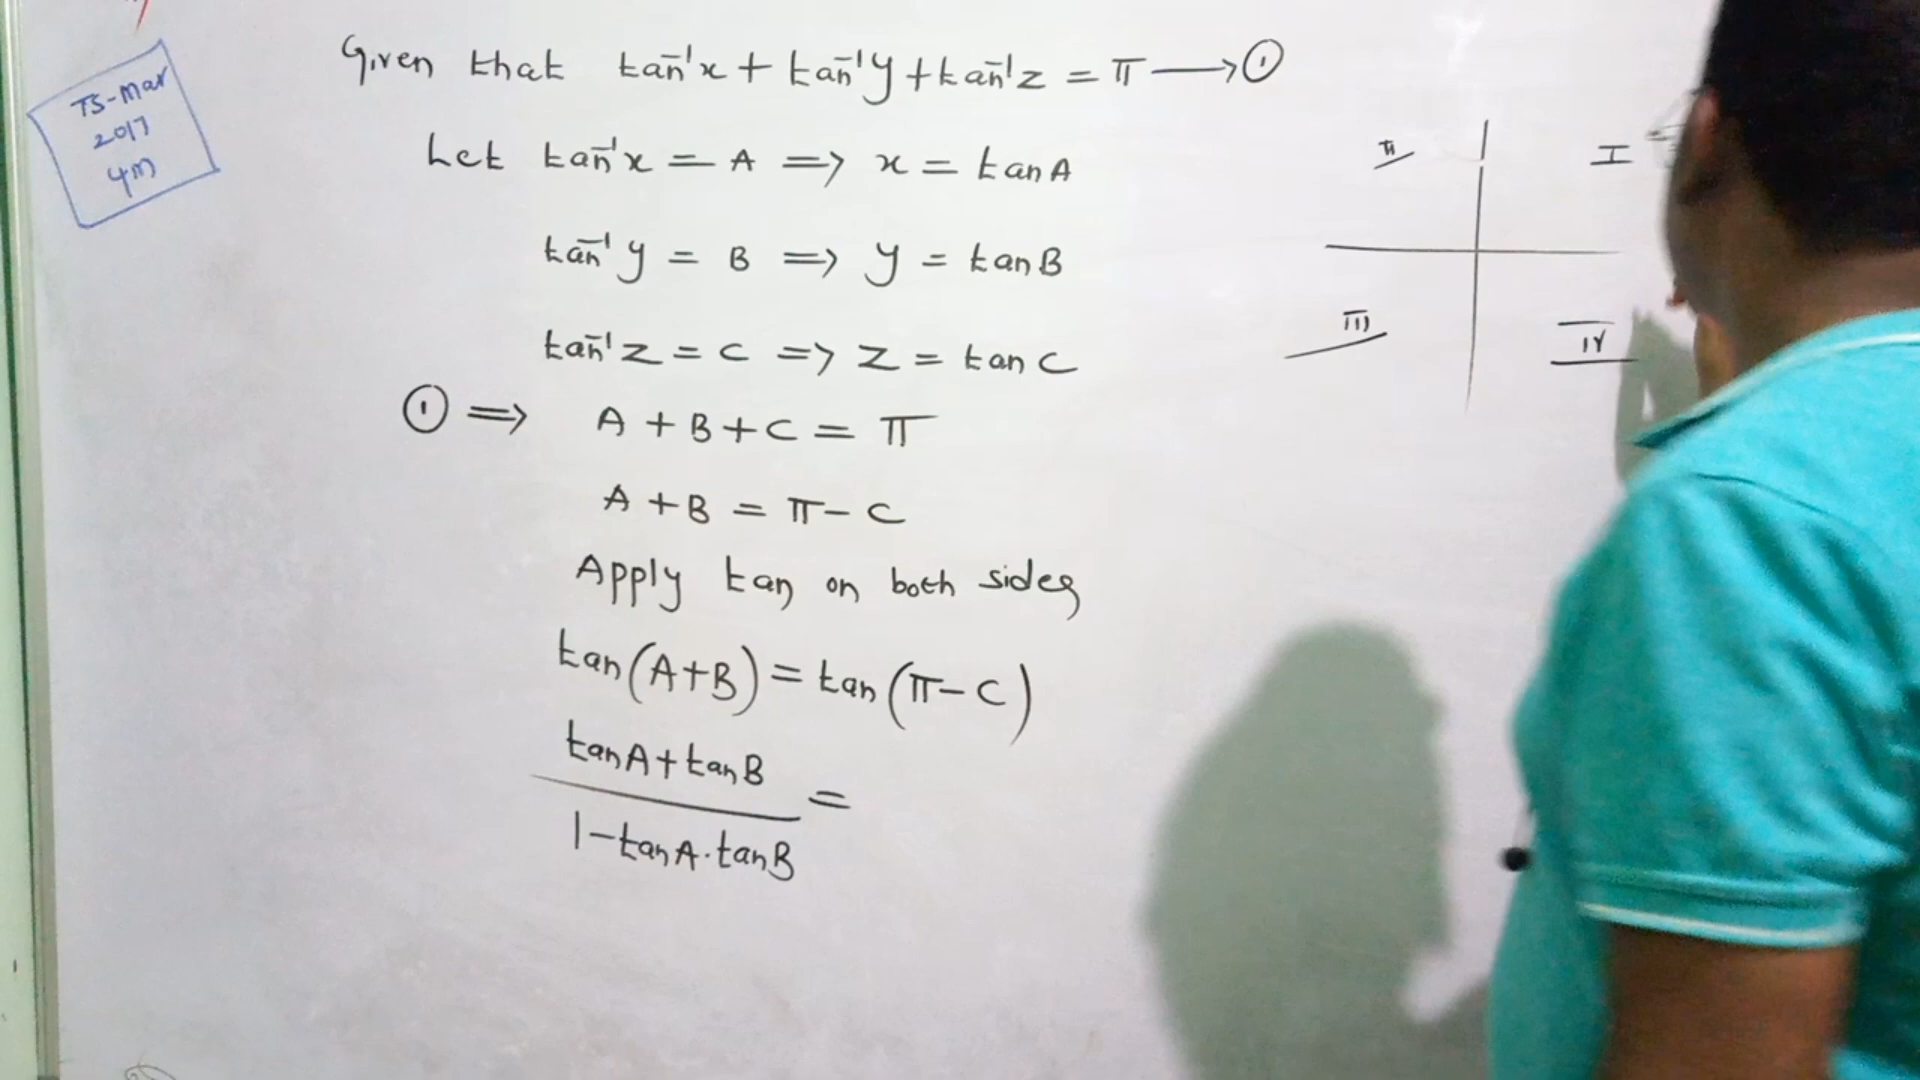 TS-Mar
2017
4m
Given that tan⁻¹x + tan⁻¹y + tan⁻¹z = π → ①
Let tan⁻¹x = A => x = tanA
tan⁻¹y = B => y = tanB
tan⁻¹z = C => z = tanC
① => A + B + C = π
A + B = π - C
Apply tan on both sides
tan(A+B) = tan(π-C)
tanA+tanB
=
1-tanA.tanB
II I
III IV